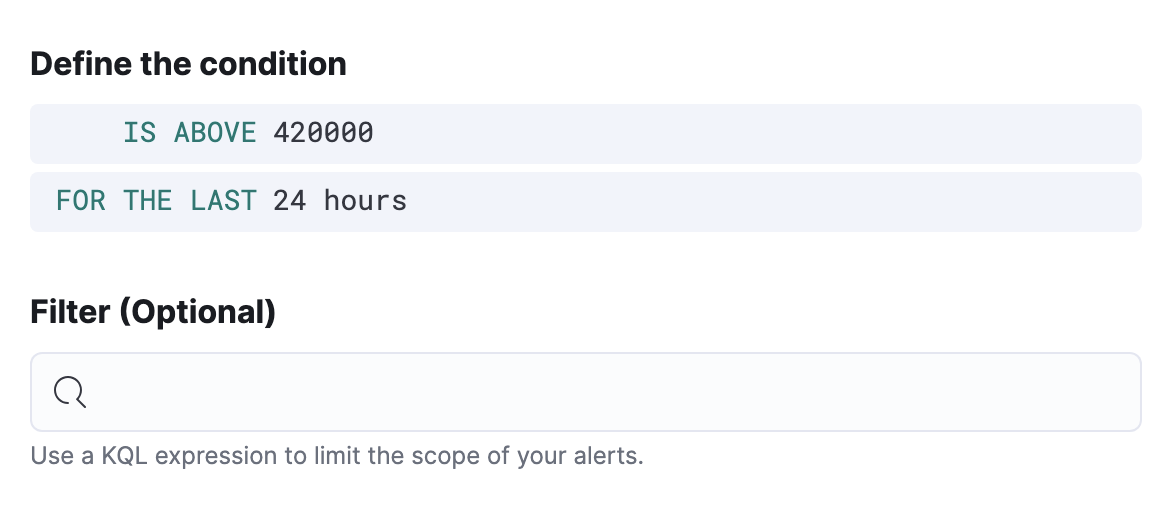 Define the condition
IS ABOVE 420000
FOR THE LAST 24 hours
Filter (Optional)
Use a KQL expression to limit the scope of your alerts.